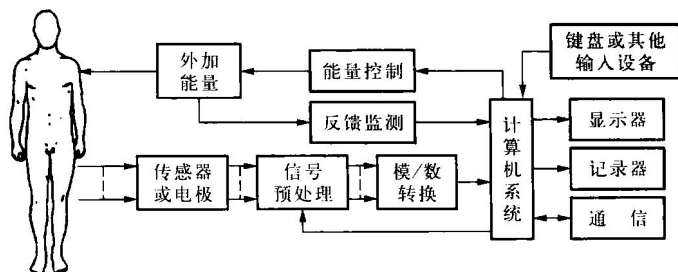 外加
能量
能量控制
键盘或其他
输入设备
反馈监测
计算机系统
显示器
传感器
或电极
信号
预处理
模/数
转换
记录器
通 信